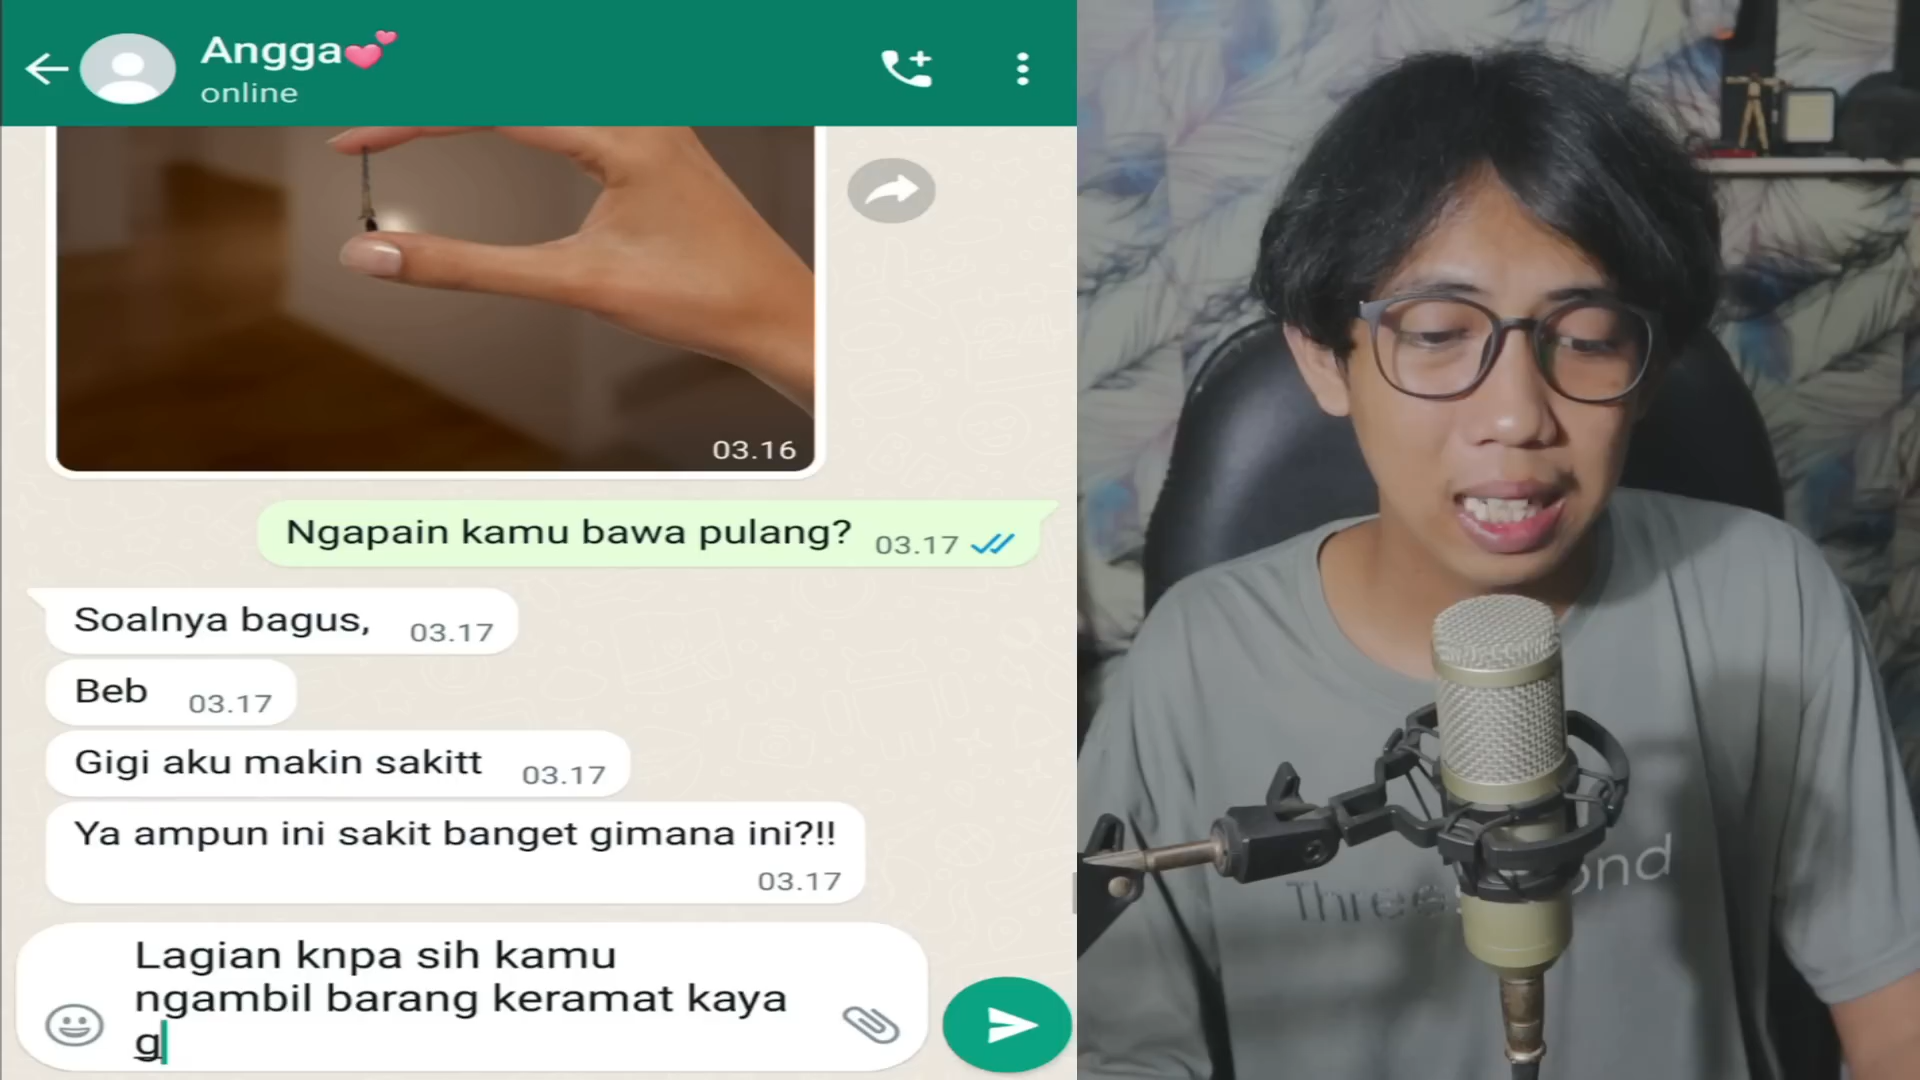 Angga💕
online
03.16
Ngapain kamu bawa pulang? 03.17
Soalnya bagus, 03.17
Beb 03.17
Gigi aku makin sakitt 03.17
Ya ampun ini sakit banget gimana ini?!!
03.17
Lagian knpa sih kamu
ngambil barang keramat kaya
g